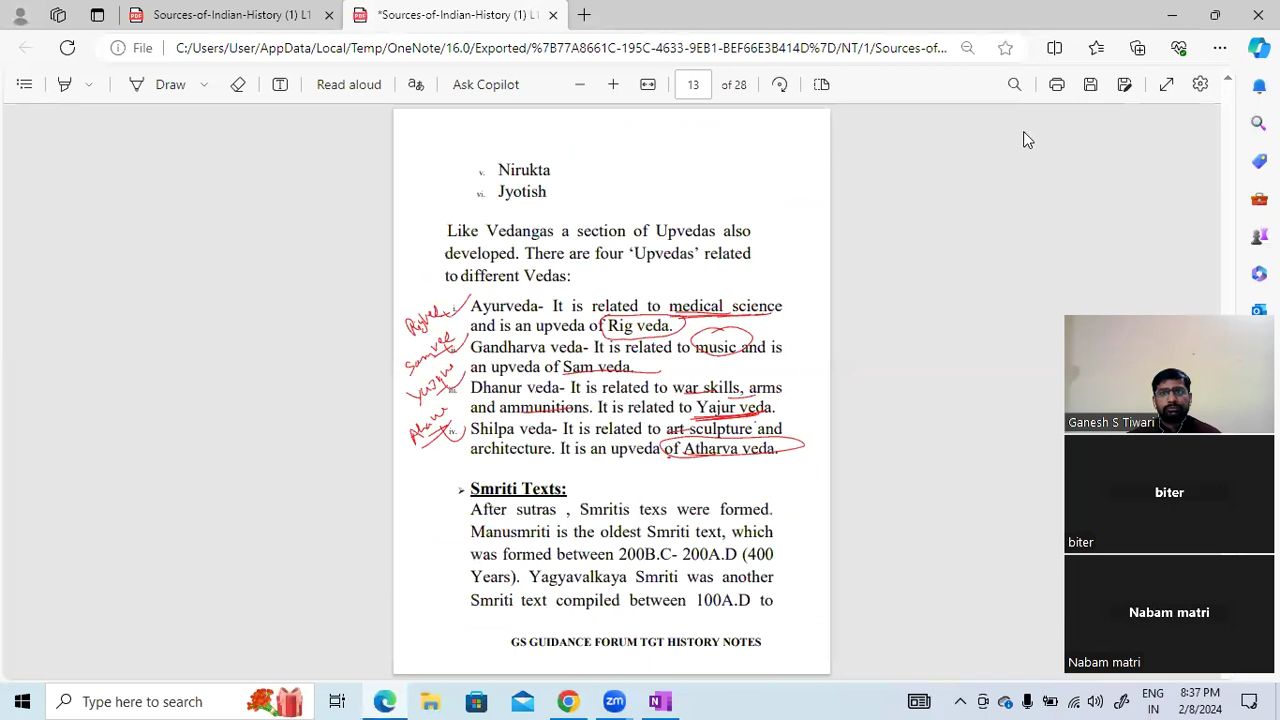 Sources-of-Indian-History (1) L1
*Sources-of-Indian-History (1) L1
File
C:/Users/User/AppData/Local/Temp/OneNote/16.0/Exported/%7B77A8661C-195C-4633-9EB1-BEF66E3B414D%7D/NT/1/Sources-of...
Draw
Read aloud
aあ
Ask Copilot
13
of 28
v. Nirukta
vi. Jyotish
Like Vedangas a section of Upvedas also
developed. There are four ‘Upvedas’ related
to different Vedas:
i. Ayurveda- It is related to medical science
and is an upveda of Rig veda.
Gandharva veda- It is related to music and is
an upveda of Sam veda.
iii. Dhanur veda- It is related to war skills, arms
and ammunitions. It is related to Yajur veda.
iv. Shilpa veda- It is related to art sculpture and
architecture. It is an upveda of Atharva veda.
Rigved
Samved
➢ Smriti Texts:
After sutras , Smritis texs were formed.
Manusmriti is the oldest Smriti text, which
was formed between 200B.C- 200A.D (400
Years). Yagyavalkaya Smriti was another
Smriti text compiled between 100A.D to
GS GUIDANCE FORUM TGT HISTORY NOTES
Ganesh S Tiwari
biter
biter
Nabam matri
Nabam matri
Type here to search
zm
N
ENG
IN
8:37 PM
2/8/2024